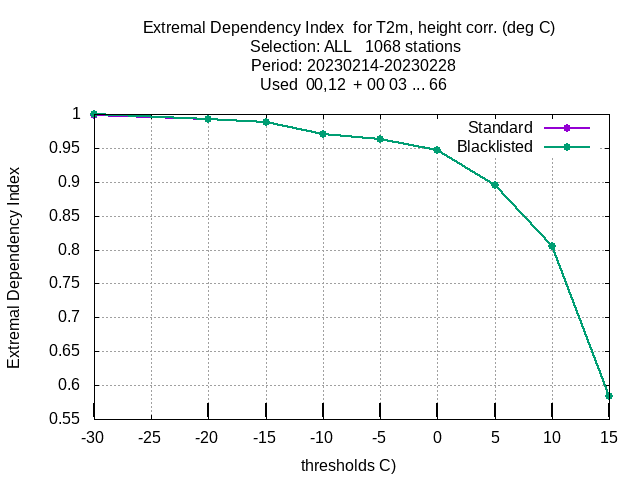 Extremal Dependency Index  for T2m, height corr. (deg C)
Selection: ALL   1068 stations
Period: 20230214-20230228
Used  00,12  + 00 03 ... 66
Standard
Blacklisted
Extremal Dependency Index
1
0.95
0.9
0.85
0.8
0.75
0.7
0.65
0.6
0.55
-30 -25 -20 -15 -10 -5 0 5 10 15
thresholds C)